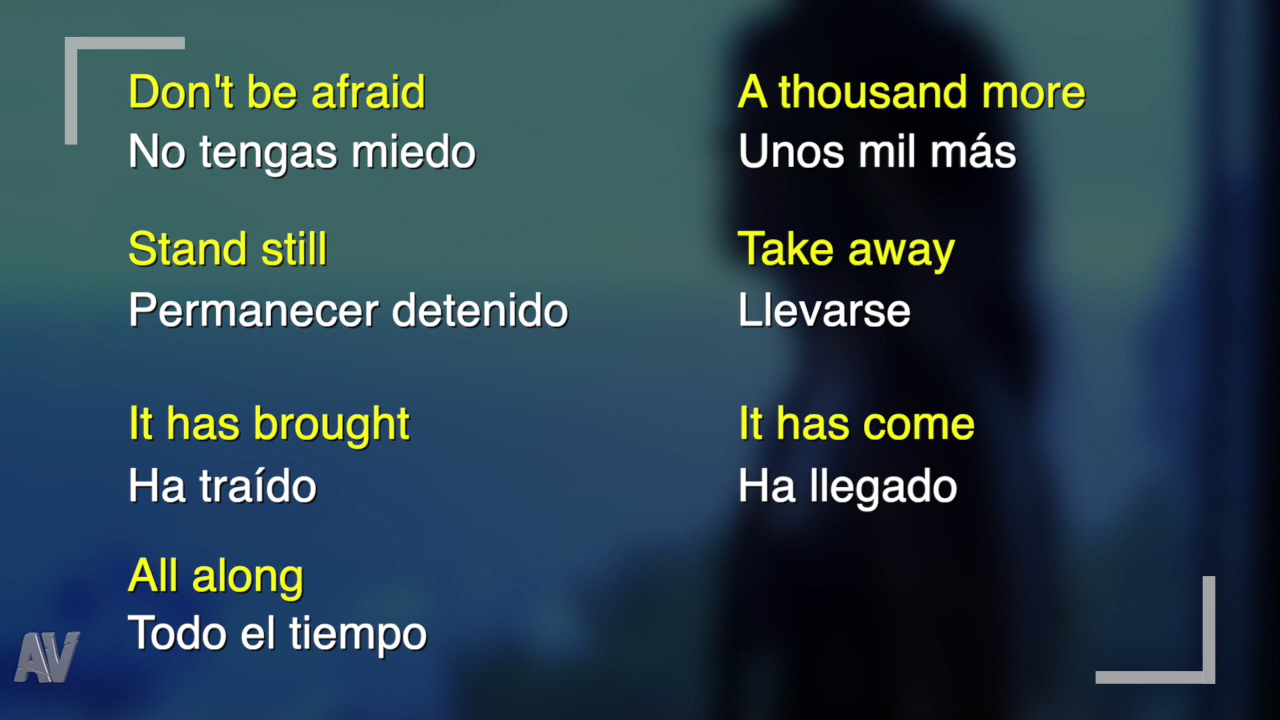 Don't be afraid
No tengas miedo
Stand still
Permanecer detenido
It has brought
Ha traído
All along
Todo el tiempo
A thousand more
Unos mil más
Take away
Llevarse
It has come
Ha llegado
AV